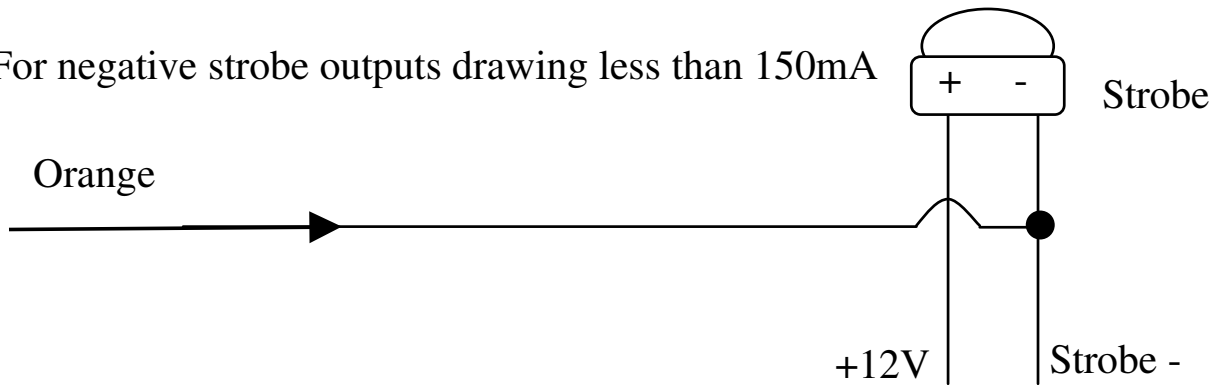 For negative strobe outputs drawing less than 150mA
+ -
Strobe
Orange
+12V
Strobe -